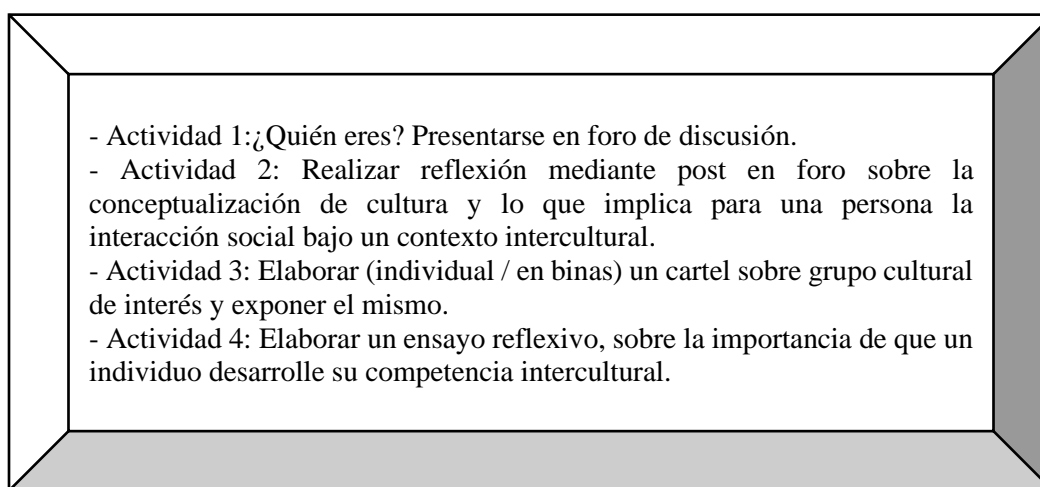 - Actividad 1:¿Quién eres? Presentarse en foro de discusión.
- Actividad 2: Realizar reflexión mediante post en foro sobre la
conceptualización de cultura y lo que implica para una persona la
interacción social bajo un contexto intercultural.
- Actividad 3: Elaborar (individual / en binas) un cartel sobre grupo cultural
de interés y exponer el mismo.
- Actividad 4: Elaborar un ensayo reflexivo, sobre la importancia de que un
individuo desarrolle su competencia intercultural.